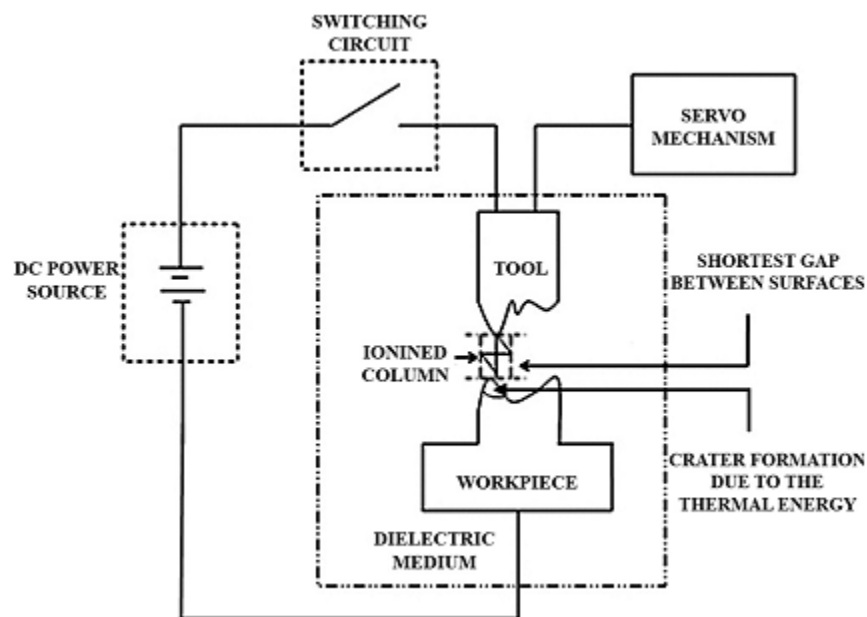 SWITCHING
CIRCUIT
SERVO
MECHANISM
DC POWER
SOURCE
TOOL
SHORTEST GAP
BETWEEN SURFACES
IONINED
COLUMN
WORKPIECE
CRATER FORMATION
DUE TO THE
THERMAL ENERGY
DIELECTRIC
MEDIUM